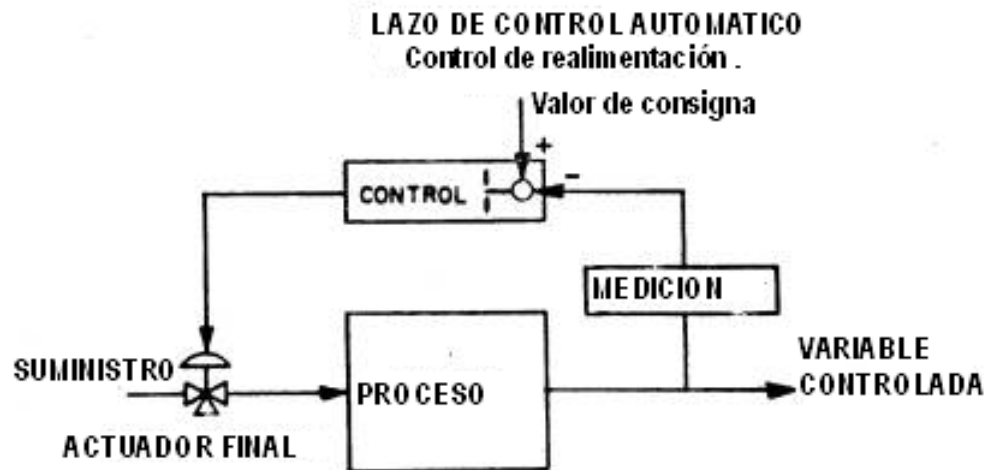 LAZO DE CONTROL AUTOMATICO
Control de realimentación .
Valor de consigna
+
-
CONTROL
MEDICION
SUMINISTRO
PROCESO
VARIABLE
CONTROLADA
ACTUADOR FINAL